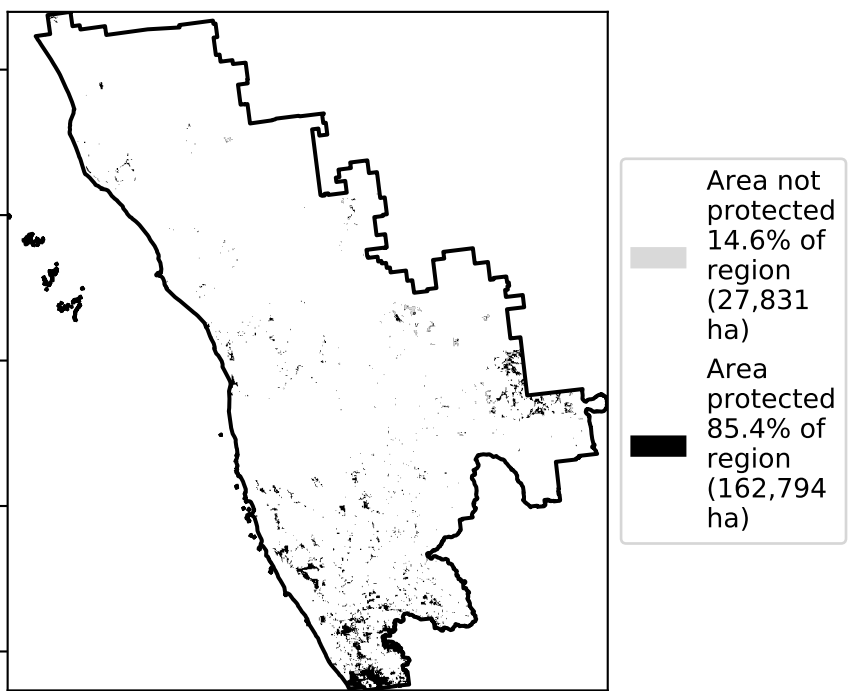 Area not
protected
14.6% of
region
(27,831
ha)
Area
protected
85.4% of
region
(162,794
ha)